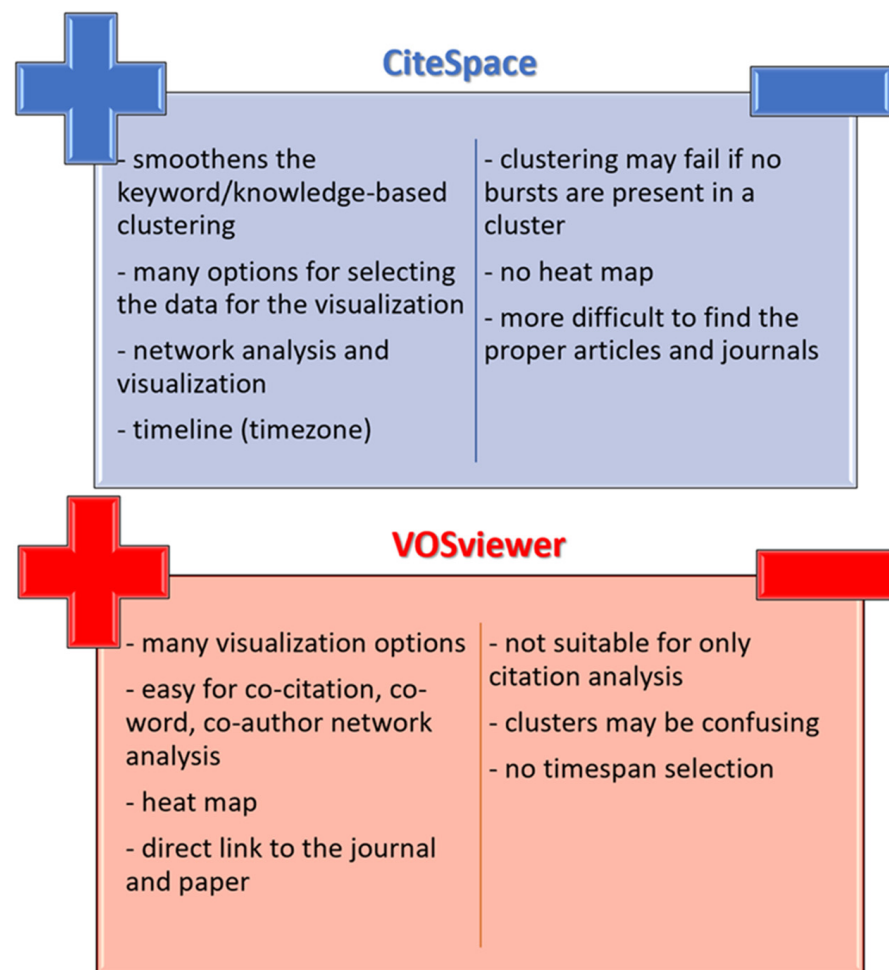 CiteSpace
- smoothens the
keyword/knowledge-based
clustering
- many options for selecting
the data for the visualization
- network analysis and
visualization
- timeline (timezone)
- clustering may fail if no
bursts are present in a
cluster
- no heat map
- more difficult to find the
proper articles and journals
VOSviewer
- many visualization options
- easy for co-citation, co-
word, co-author network
analysis
- heat map
- direct link to the journal
and paper
- not suitable for only
citation analysis
- clusters may be confusing
- no timespan selection